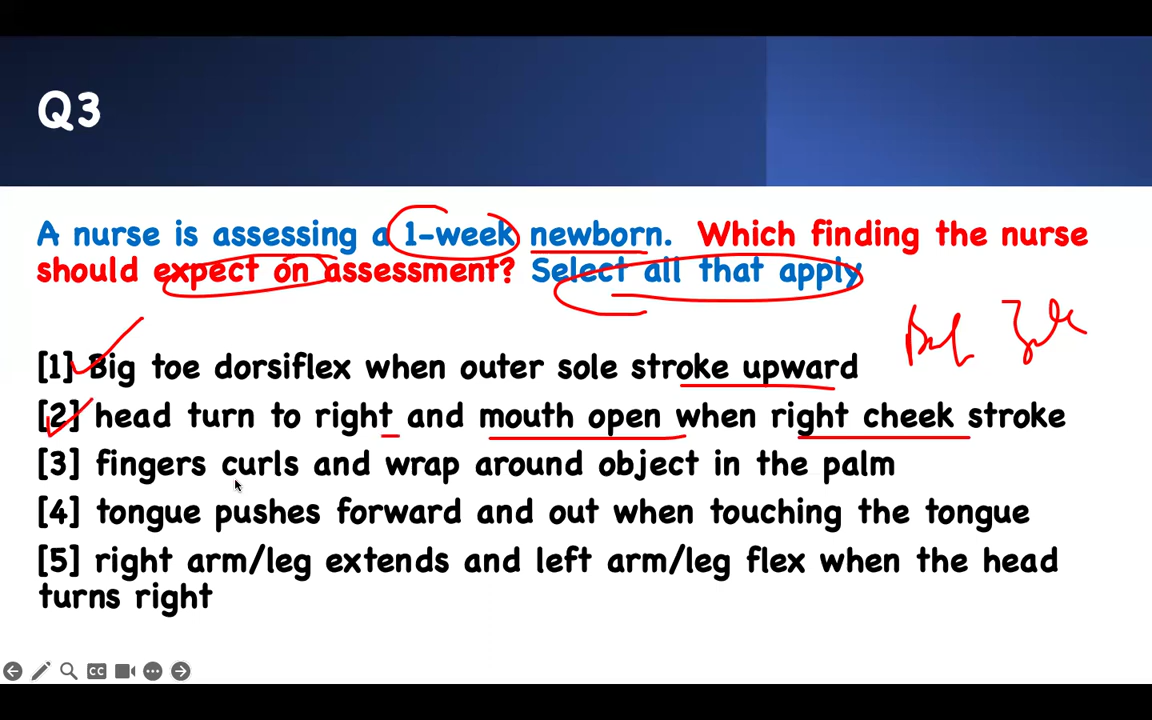 Q3
A nurse is assessing a 1-week newborn. Which finding the nurse
should expect on assessment? Select all that apply
[1] Big toe dorsiflex when outer sole stroke upward
[2] head turn to right and mouth open when right cheek stroke
[3] fingers curls and wrap around object in the palm
[4] tongue pushes forward and out when touching the tongue
[5] right arm/leg extends and left arm/leg flex when the head
turns right
CC